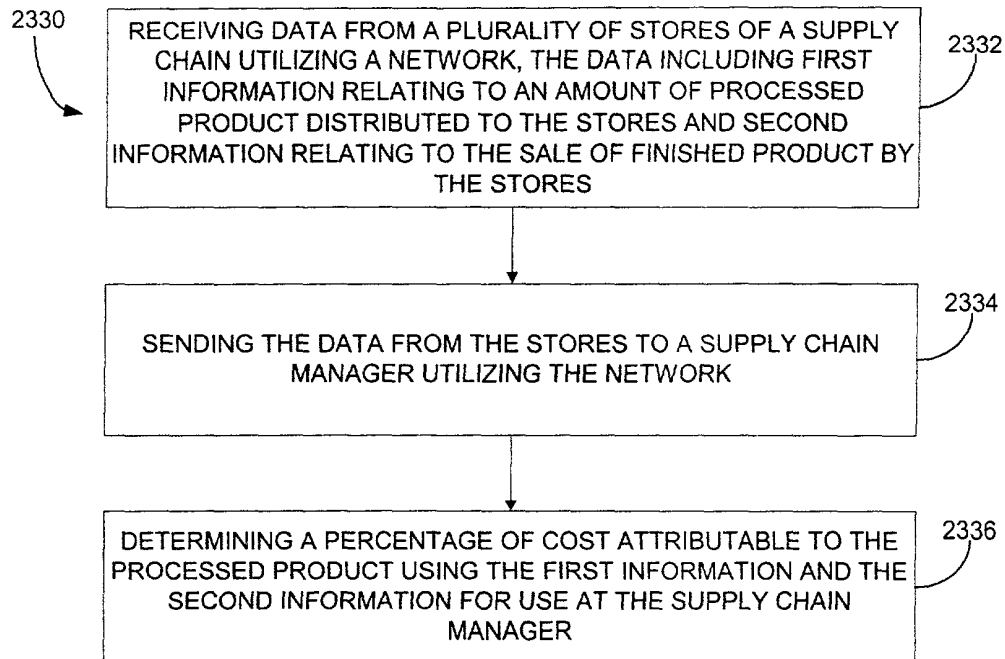 2330
RECEIVING DATA FROM A PLURALITY OF STORES OF A SUPPLY
CHAIN UTILIZING A NETWORK, THE DATA INCLUDING FIRST
INFORMATION RELATING TO AN AMOUNT OF PROCESSED
PRODUCT DISTRIBUTED TO THE STORES AND SECOND
INFORMATION RELATING TO THE SALE OF FINISHED PRODUCT BY
THE STORES
2332
SENDING THE DATA FROM THE STORES TO A SUPPLY CHAIN
MANAGER UTILIZING THE NETWORK
2334
DETERMINING A PERCENTAGE OF COST ATTRIBUTABLE TO THE
PROCESSED PRODUCT USING THE FIRST INFORMATION AND THE
SECOND INFORMATION FOR USE AT THE SUPPLY CHAIN
MANAGER
2336